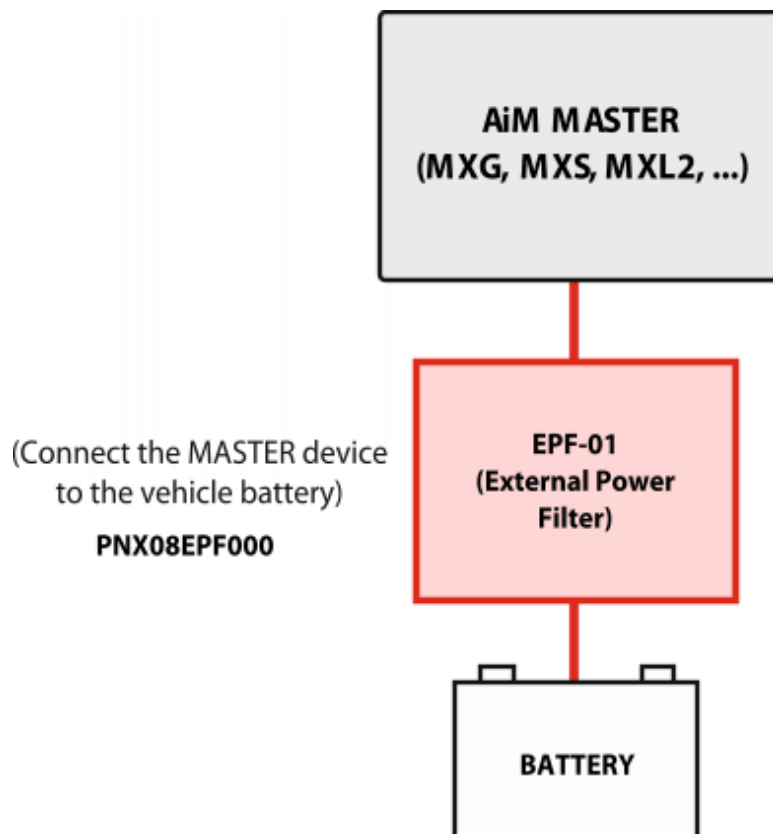 AiM MASTER
(MXG, MXS, MXL2, ...)
(Connect the MASTER device
to the vehicle battery)
PNX08EPF000
EPF-01
(External Power
Filter)
BATTERY